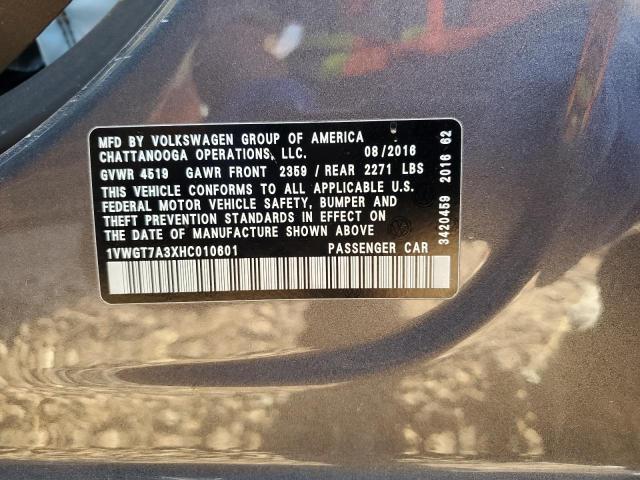 MFD BY VOLKSWAGEN GROUP OF AMERICA
CHATTANOOGA OPERATIONS, LLC. 08/2016
GVWR 4519 GAWR FRONT 2359 / REAR 2271 LBS
THIS VEHICLE CONFORMS TO ALL APPLICABLE U.S.
FEDERAL MOTOR VEHICLE SAFETY, BUMPER AND
THEFT PREVENTION STANDARDS IN EFFECT ON
THE DATE OF MANUFACTURE SHOWN ABOVE
1VWGT7A3XHC010601 PASSENGER CAR
3420459 2016 62